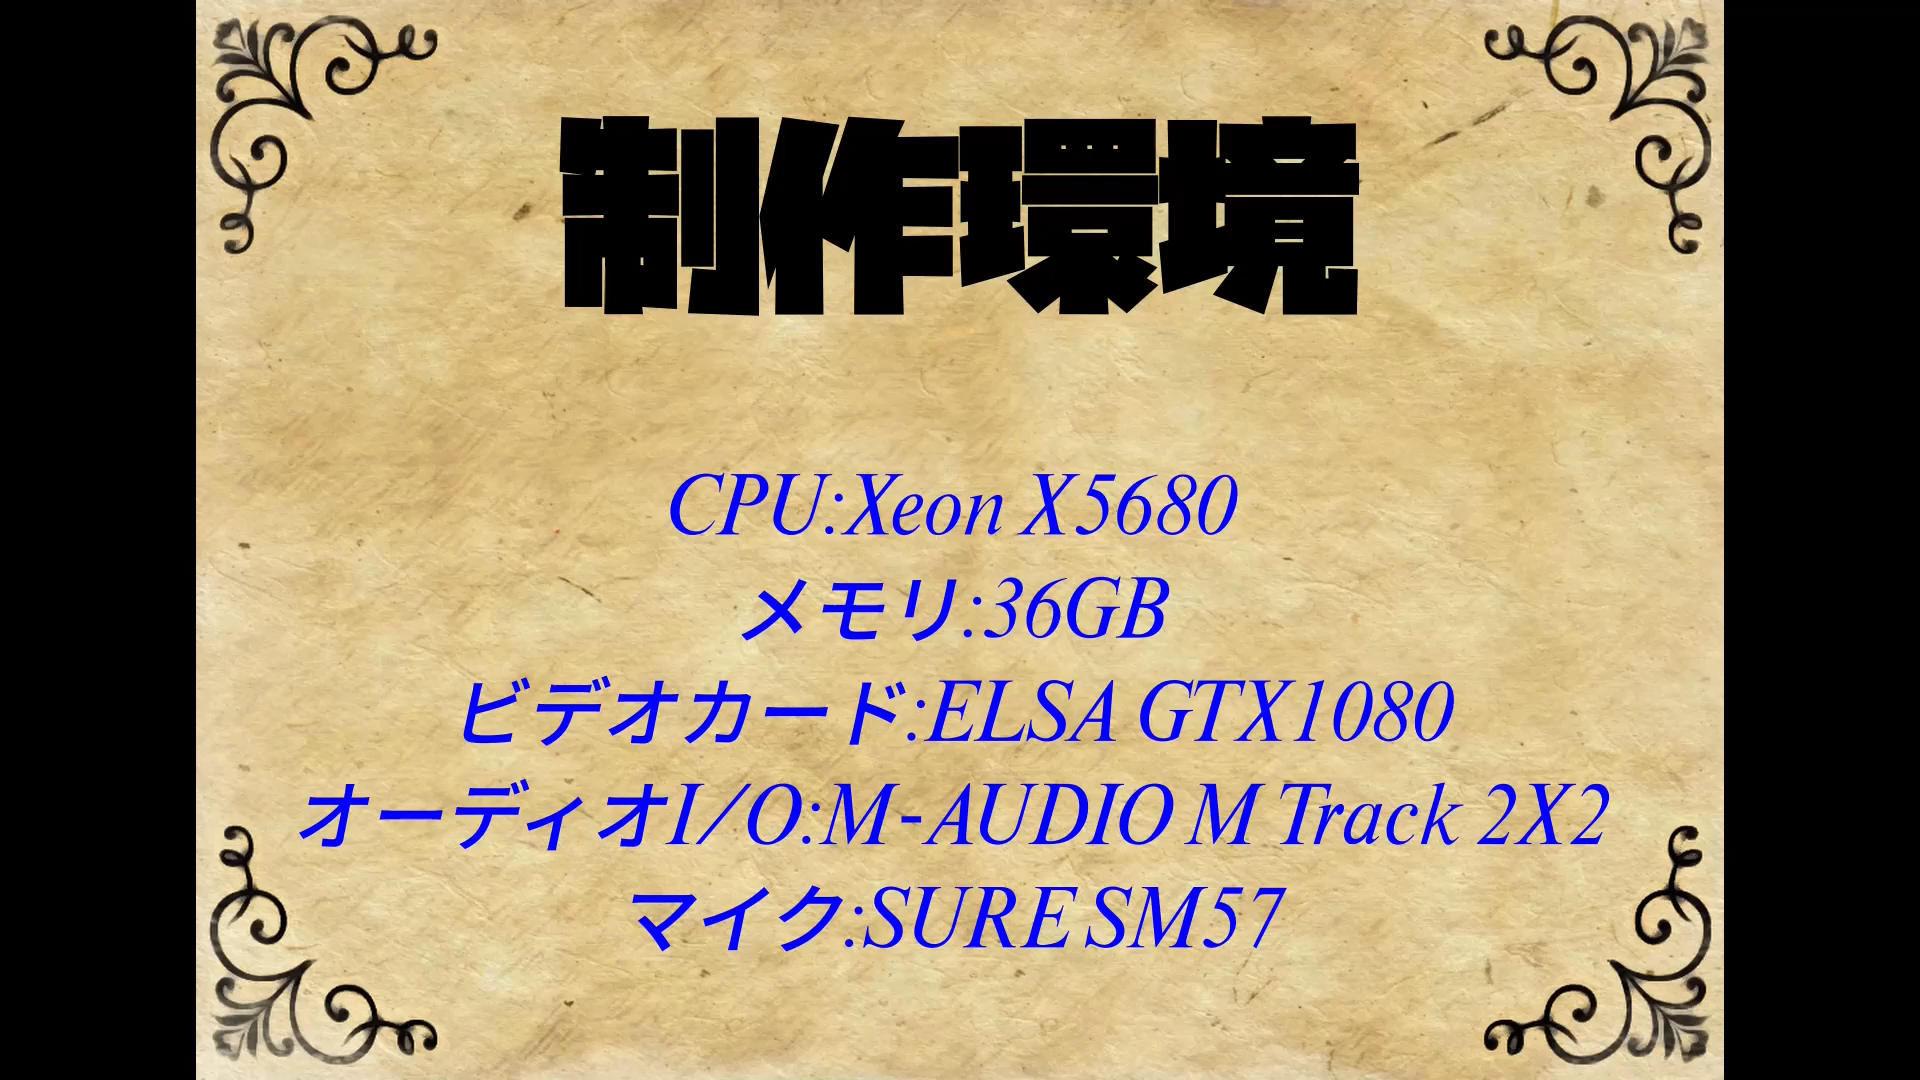 制作環境
CPU:Xeon X5680
メモリ:36GB
ビデオカード:ELSA GTX1080
オーディオI/O:M-AUDIO M Track 2X2
マイク:SURE SM57